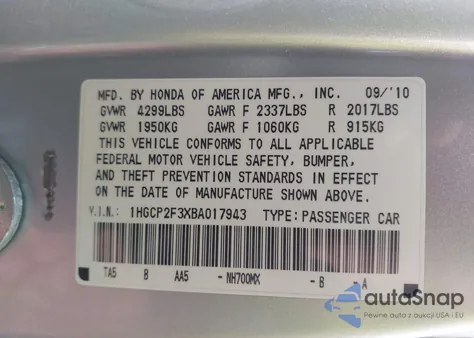 MFD. BY HONDA OF AMERICA MFG., INC. 09/'10
GVWR 4299LBS GAWR F 2337LBS R 2017LBS
GVWR 1950KG GAWR F 1060KG R 915KG
THIS VEHICLE CONFORMS TO ALL APPLICABLE
FEDERAL MOTOR VEHICLE SAFETY, BUMPER,
AND THEFT PREVENTION STANDARDS IN EFFECT
ON THE DATE OF MANUFACTURE SHOWN ABOVE.
V.I.N.: 1HGCP2F3XBA017943 TYPE: PASSENGER CAR
TA5 B AA5 - NH700MX - B A
autoSnap
Pewne auta z aukcji USA i EU